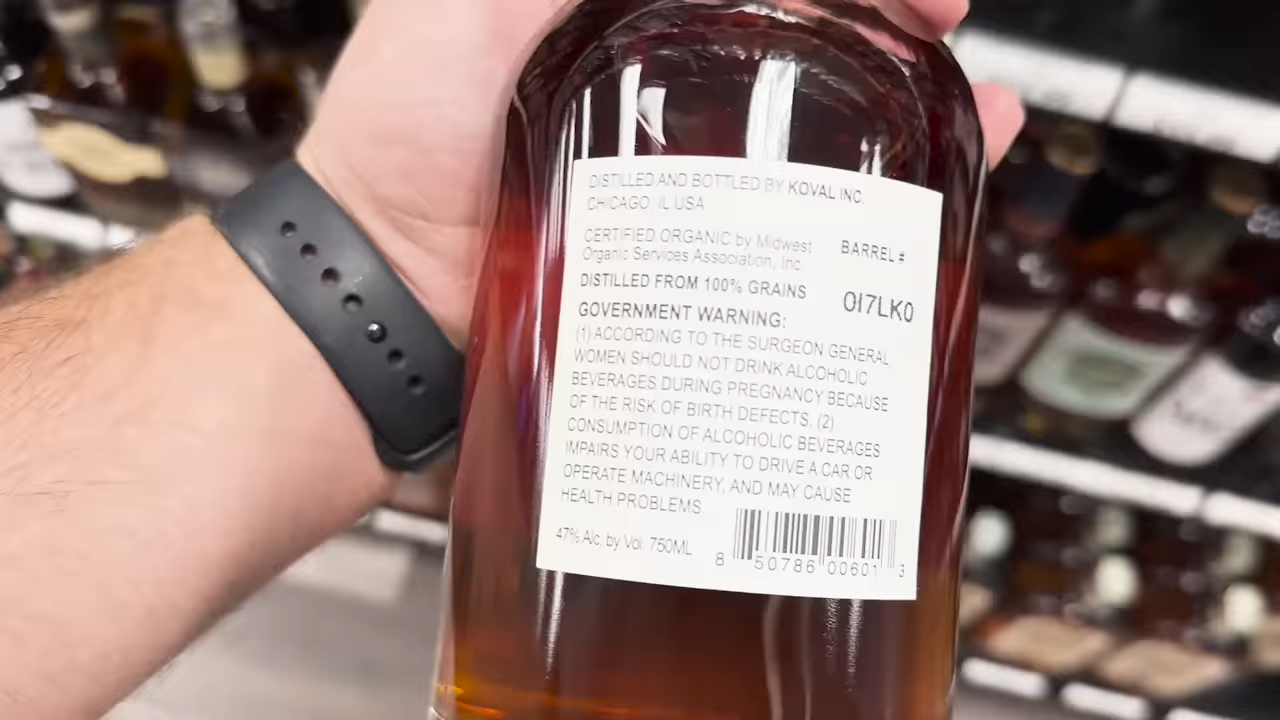 DISTILLED AND BOTTLED BY KOVAL INC.
CHICAGO, IL USA
CERTIFIED ORGANIC by Midwest
Organic Services Association, Inc.
BARREL #
DISTILLED FROM 100% GRAINS
OI7LK0
GOVERNMENT WARNING:
(1) ACCORDING TO THE SURGEON GENERAL
WOMEN SHOULD NOT DRINK ALCOHOLIC
BEVERAGES DURING PREGNANCY BECAUSE
OF THE RISK OF BIRTH DEFECTS. (2)
CONSUMPTION OF ALCOHOLIC BEVERAGES
IMPAIRS YOUR ABILITY TO DRIVE A CAR OR
OPERATE MACHINERY, AND MAY CAUSE
HEALTH PROBLEMS.
47% Alc. by Vol. 750ML
8 50786 00601 3